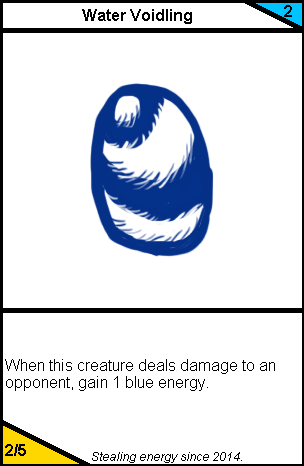 Water Voidling
2
When this creature deals damage to an
opponent, gain 1 blue energy.
2/5
Stealing energy since 2014.